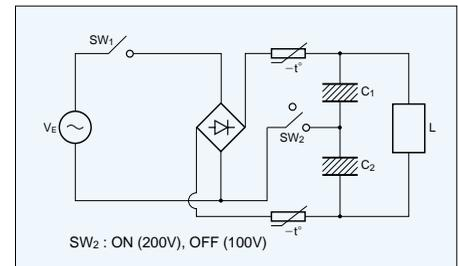 SW1
−t°
C1
VE
SW2
L
C2
−t°
SW2 : ON (200V), OFF (100V)